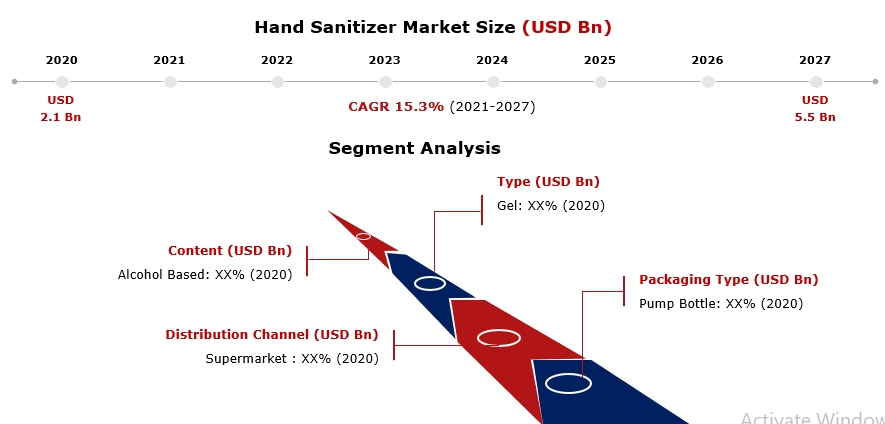 Hand Sanitizer Market Size (USD Bn)
2020 2021 2022 2023 2024 2025 2026 2027
USD
2.1 Bn
CAGR 15.3% (2021-2027)
USD
5.5 Bn
Segment Analysis
Type (USD Bn)
Gel: XX% (2020)
Content (USD Bn)
Alcohol Based: XX% (2020)
Packaging Type (USD Bn)
Pump Bottle: XX% (2020)
Distribution Channel (USD Bn)
Supermarket : XX% (2020)
Activate Window